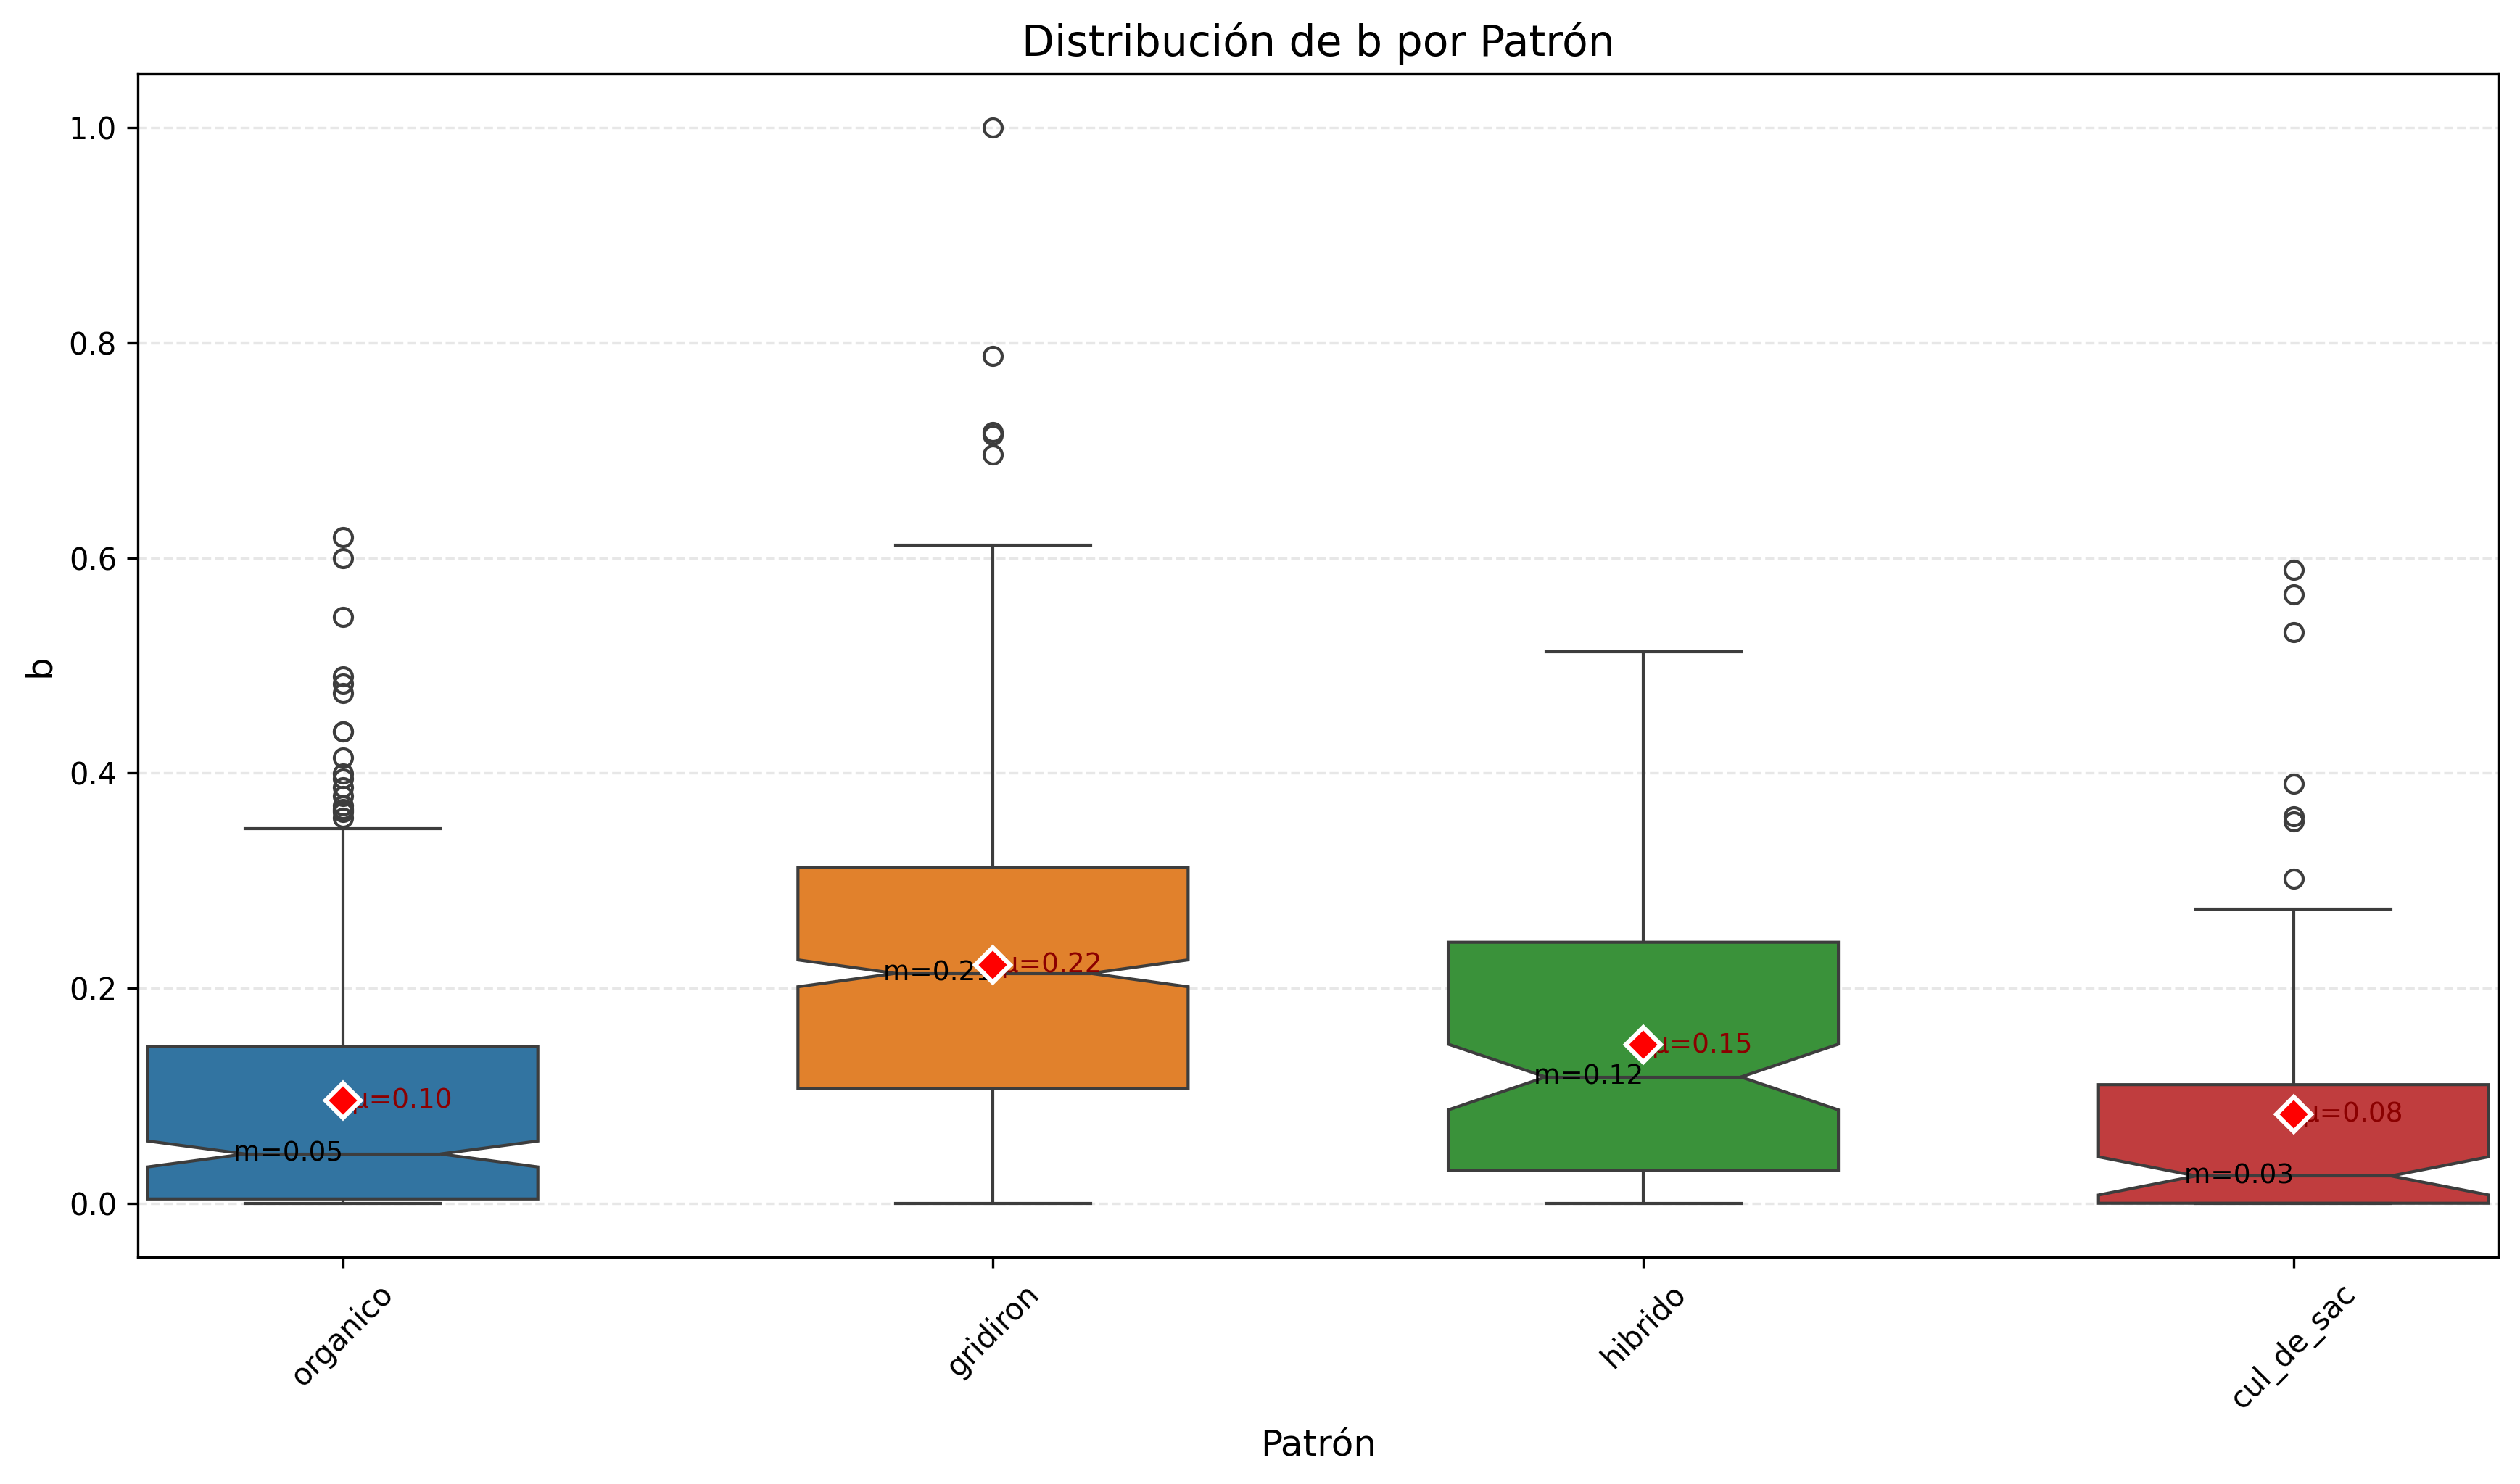 Distribución de b por Patrón
1.0
0.8
0.6
0.4
0.2
0.0
b
μ=0.10
m=0.05
μ=0.22
μ=0.15
m=0.12
μ=0.08
m=0.03
organico
gridiron
hibrido
cul_de_sac
Patrón